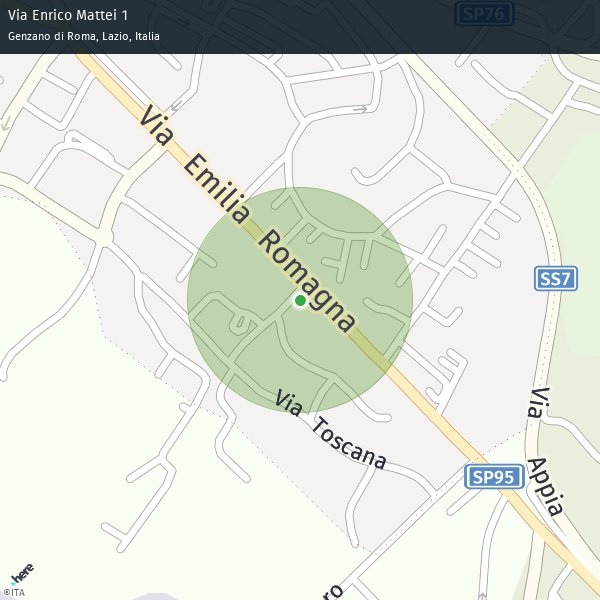 Via Enrico Mattei 1
Genzano di Roma, Lazio, Italia
SP76
Via Emilia Romagna
SS7
Via Appia
Via Toscana
SP95
ro
here
©ITA